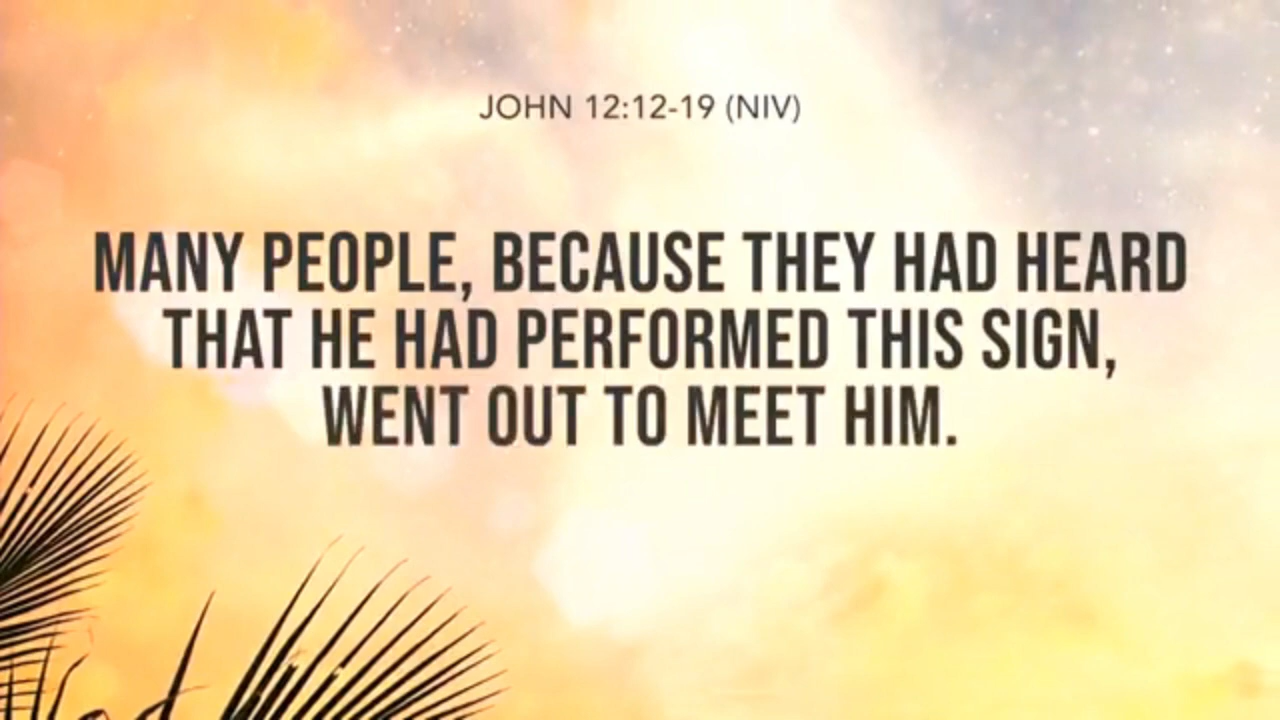 JOHN 12:12-19 (NIV)
MANY PEOPLE, BECAUSE THEY HAD HEARD
THAT HE HAD PERFORMED THIS SIGN,
WENT OUT TO MEET HIM.